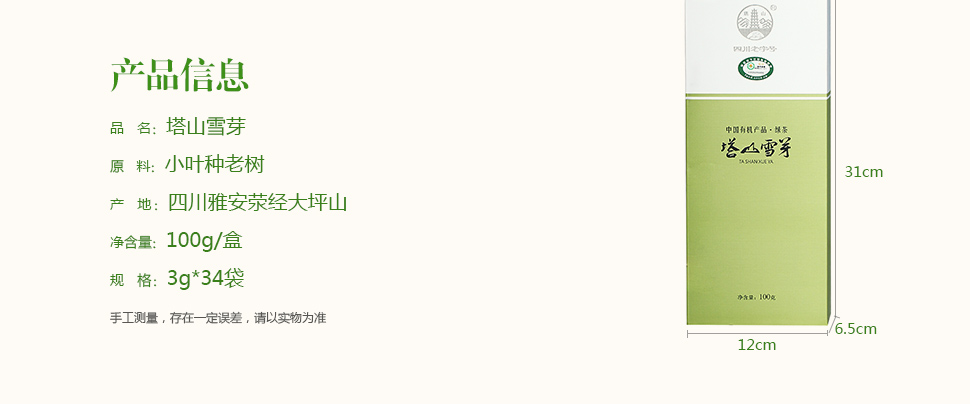 产品信息
品 名：塔山雪芽
原 料：小叶种老树
产 地：四川雅安荥经大坪山
净含量：100g/盒
规 格：3g*34袋
手工测量，存在一定误差，请以实物为准
四川老字号
中国有机产品·绿茶
塔山雪芽
TA SHAN XUE YA
净含量：100克
31cm
6.5cm
12cm